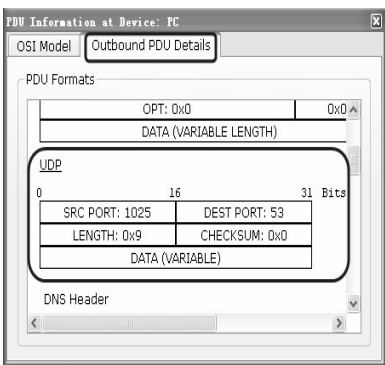 PDU Information at Device: PC
OSI Model Outbound PDU Details
PDU Formats
OPT: 0x0 0x0
DATA (VARIABLE LENGTH)
UDP
0 16 31 Bits
SRC PORT: 1025 DEST PORT: 53
LENGTH: 0x9 CHECKSUM: 0x0
DATA (VARIABLE)
DNS Header